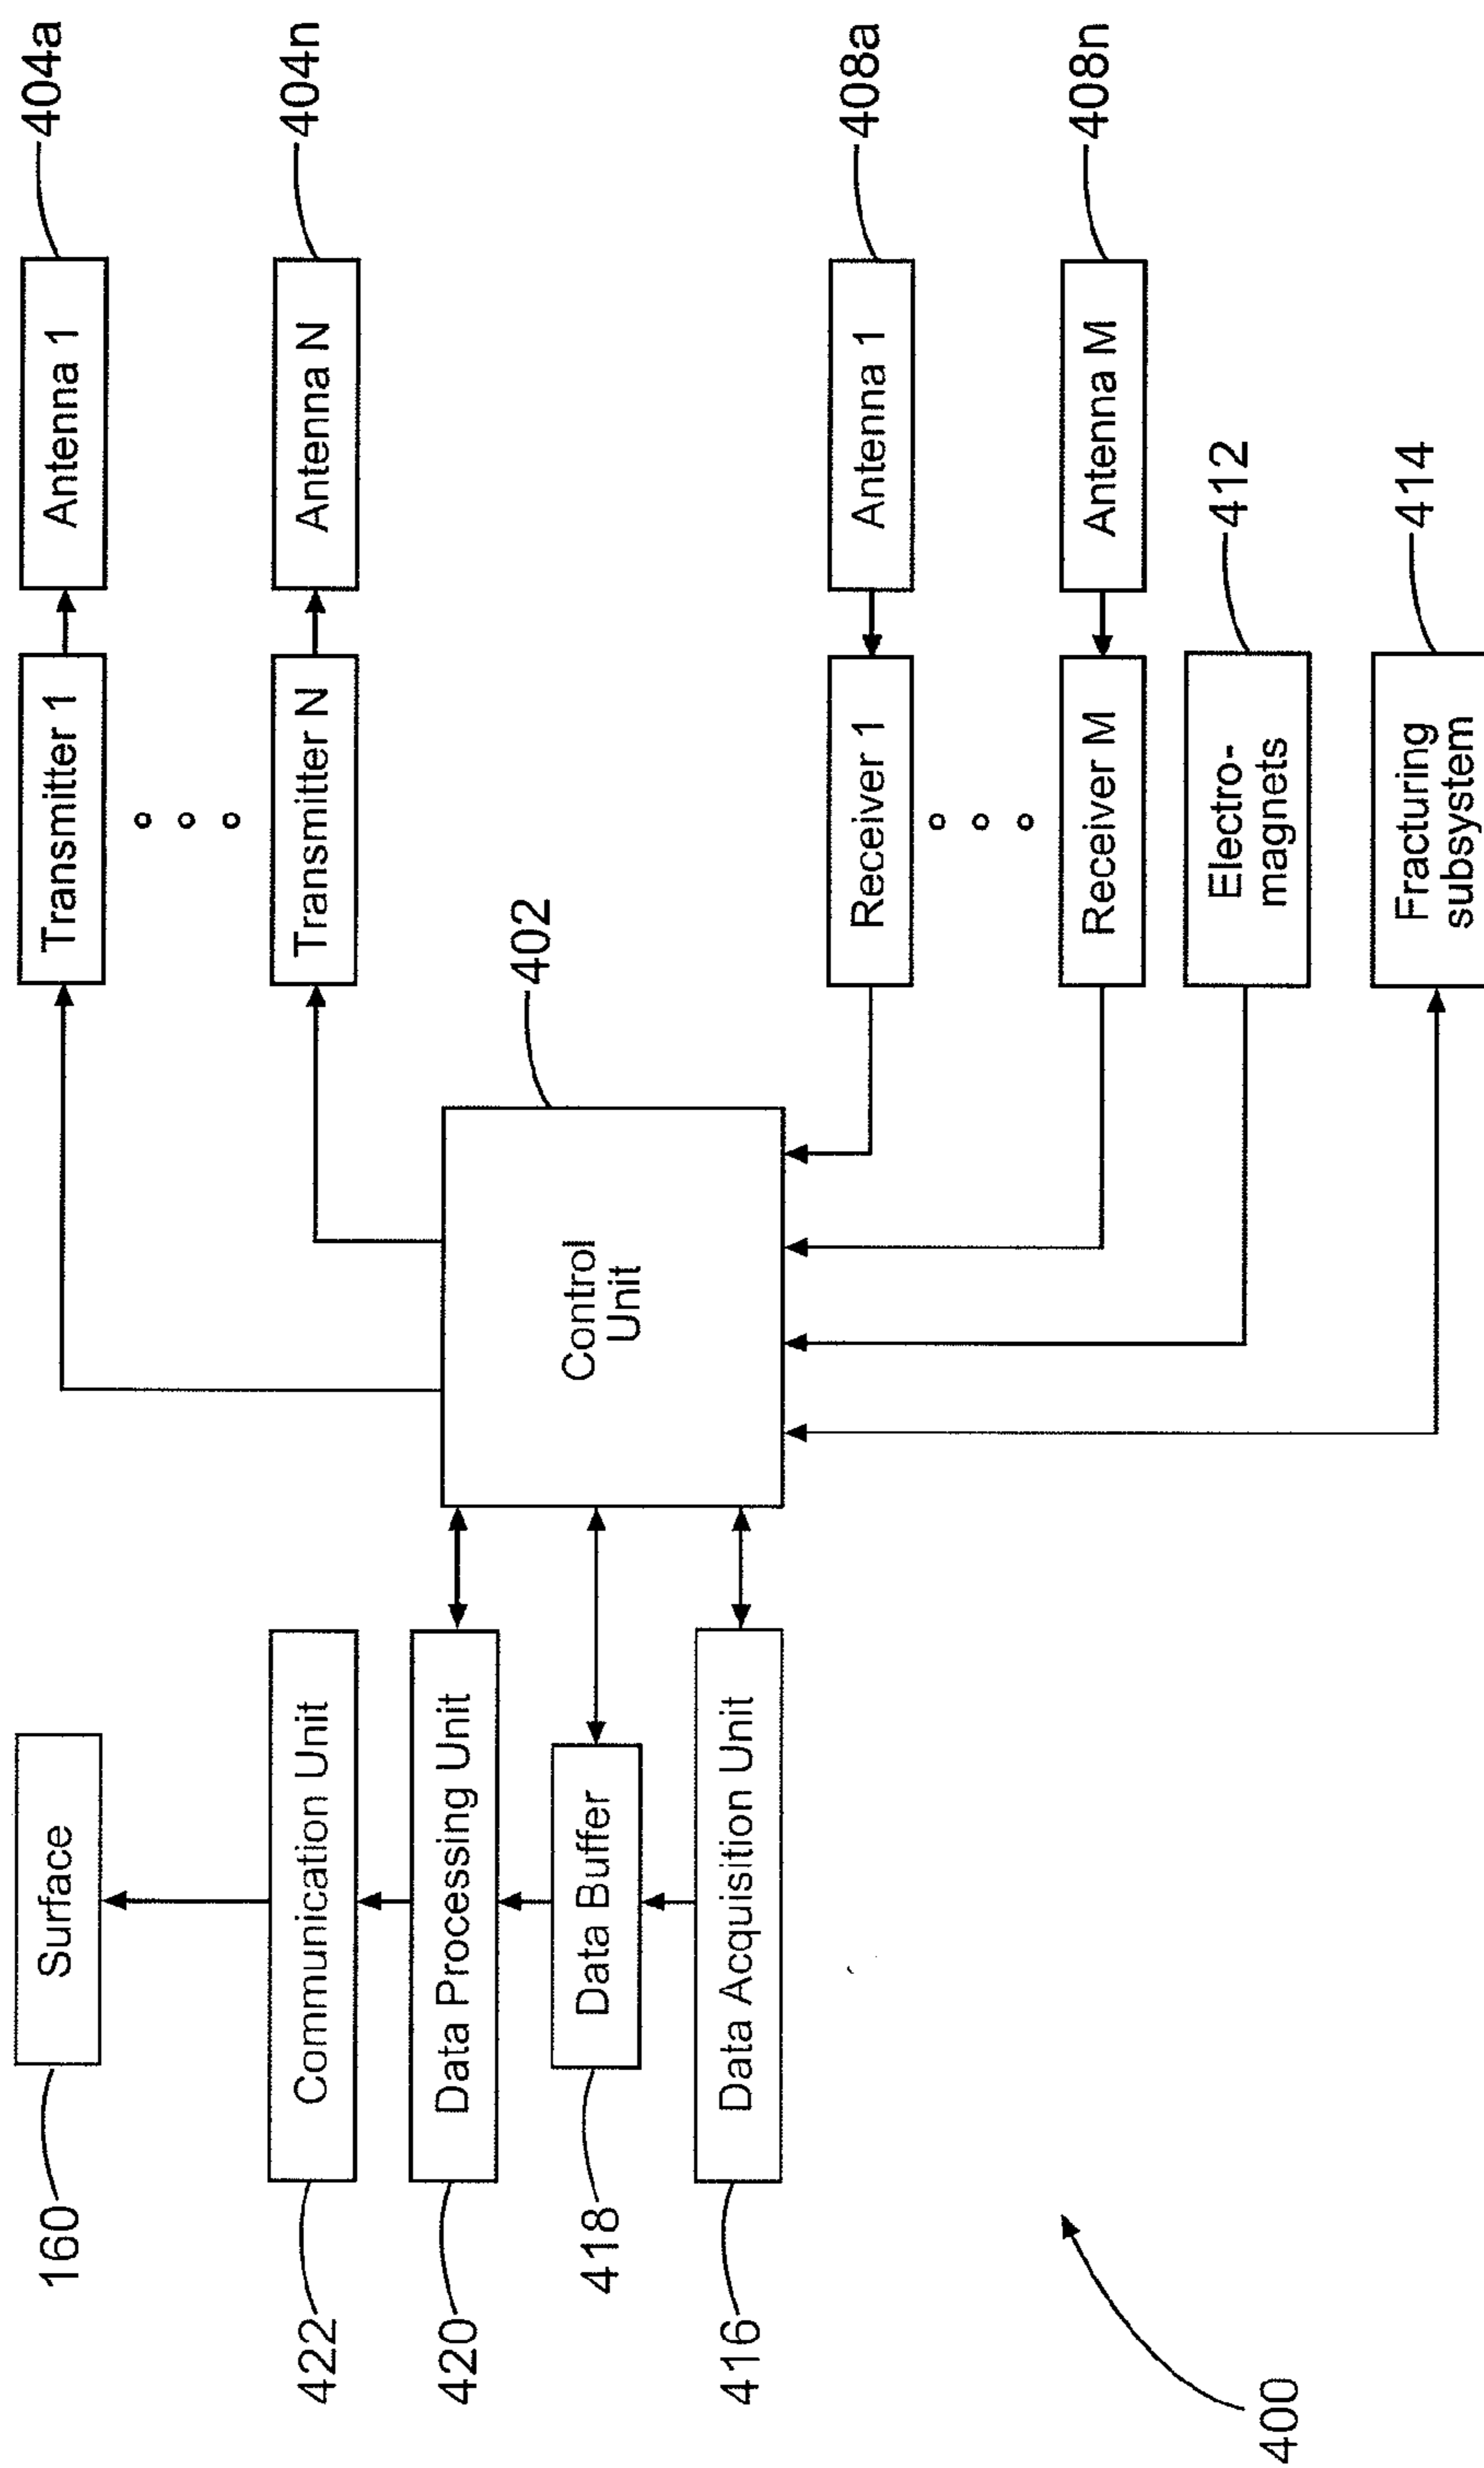 160
Surface
422
Communication Unit
420
Data Processing Unit
418
Data Buffer
416
Data Acquisition Unit
400
402
Control
Unit
Transmitter 1
Antenna 1
404a
Transmitter N
Antenna N
404n
Receiver 1
Antenna 1
408a
Receiver M
Antenna M
408n
Electro-
magnets
412
Fracturing
subsystem
414